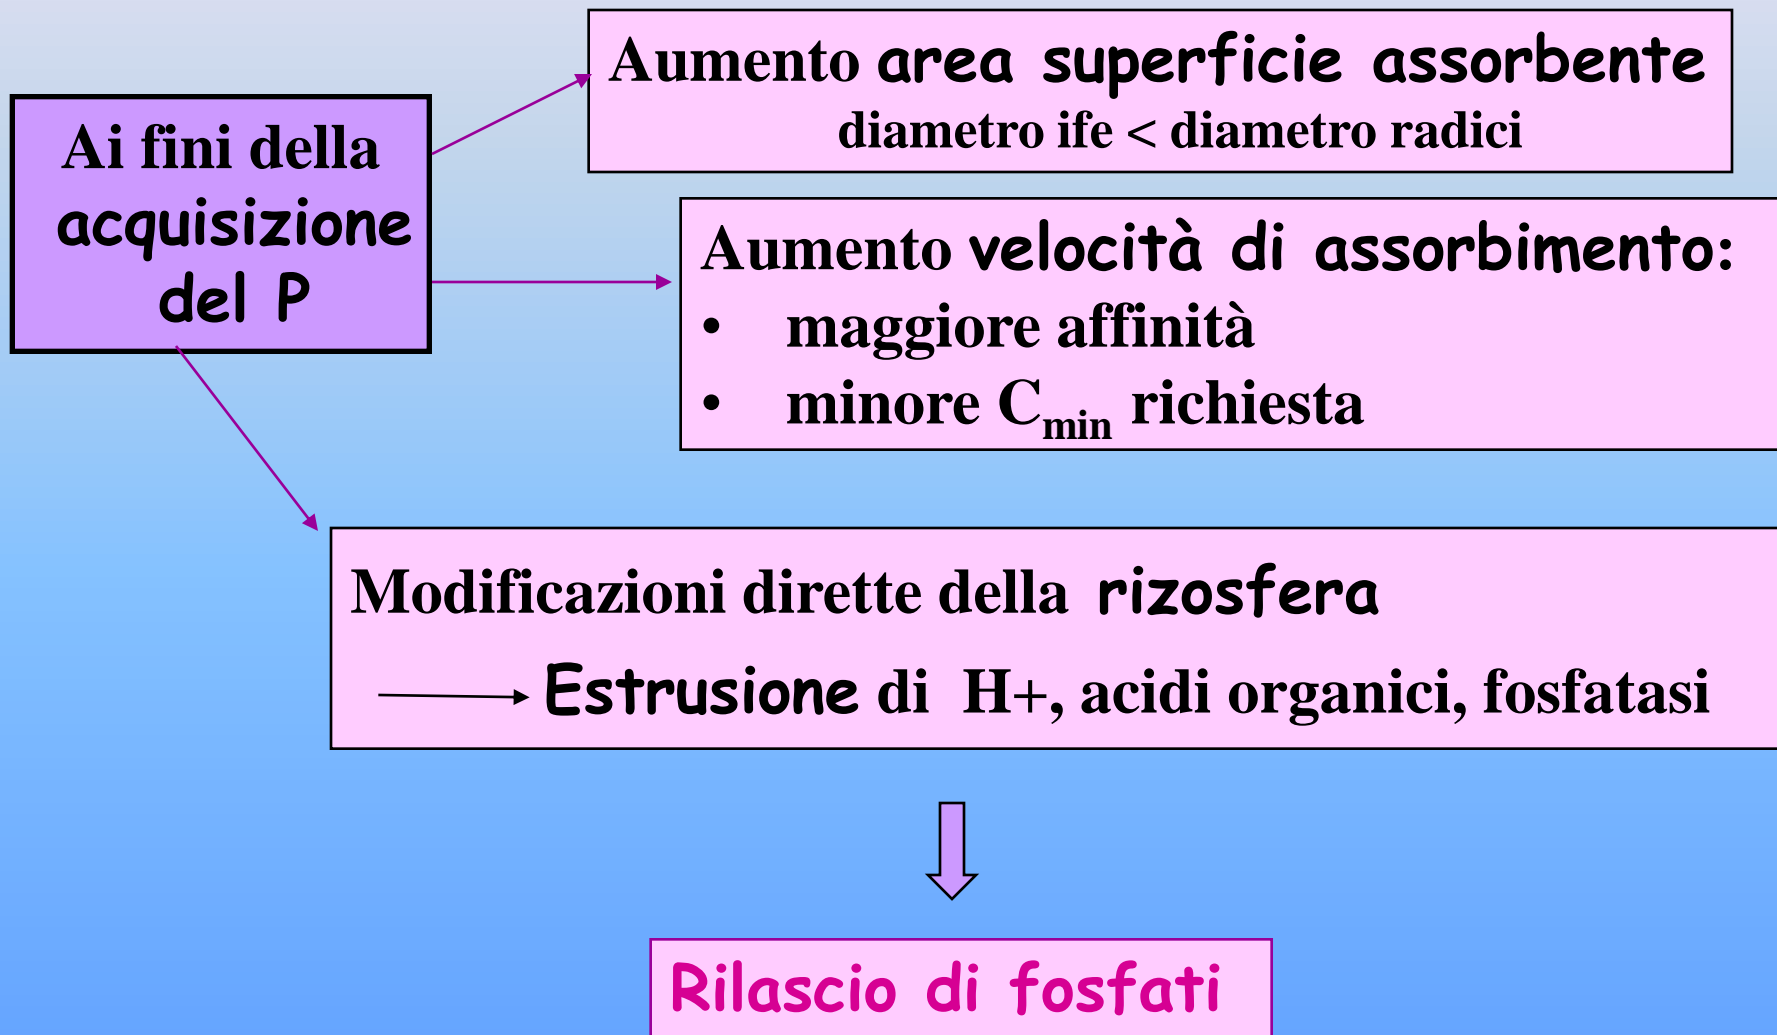 Ai fini della
acquisizione
del P
Aumento area superficie assorbente
diametro ife < diametro radici
Aumento velocità di assorbimento:
• maggiore affinità
• minore Cmin richiesta
Modificazioni dirette della rizosfera
Estrusione di H+, acidi organici, fosfatasi
Rilascio di fosfati